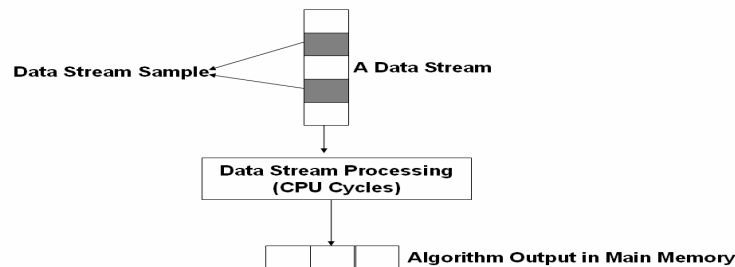 A Data Stream
Data Stream Sample
Data Stream Processing
(CPU Cycles)
Algorithm Output in Main Memory